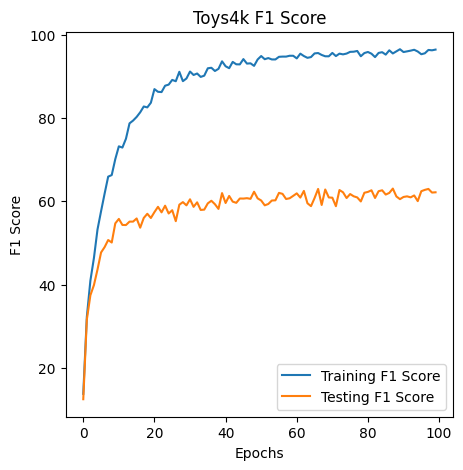 Toys4k F1 Score
F1 Score
100
80
60
40
20
Training F1 Score
Testing F1 Score
0
20
40
60
80
100
Epochs